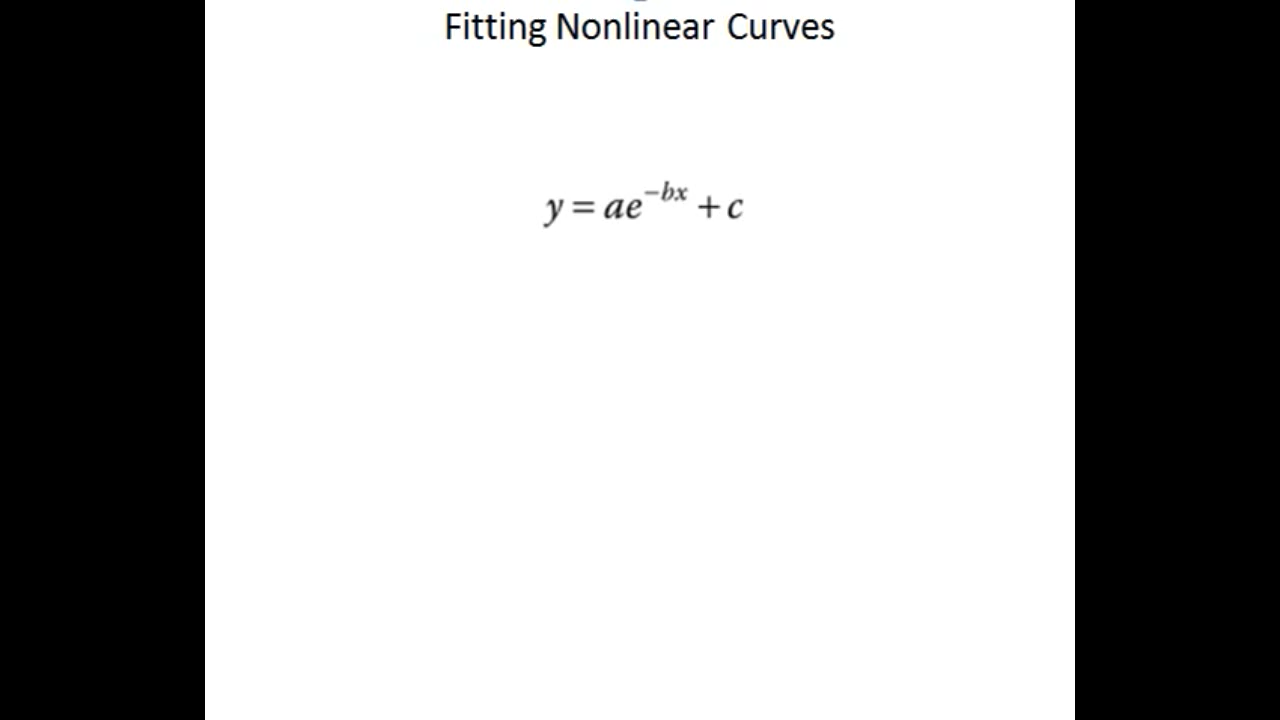 Fitting Nonlinear Curves
y = ae^{-bx} + c